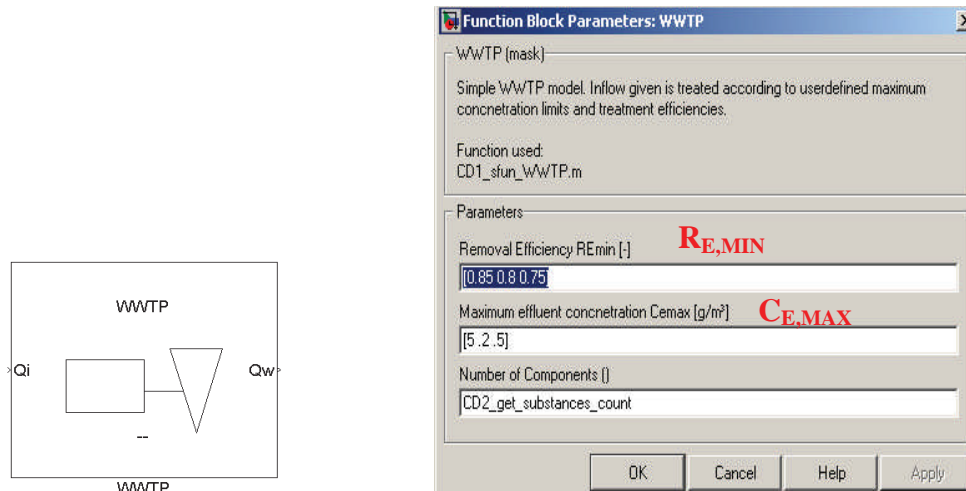 WWTP
Qi
Qw
--
WWTP
Function Block Parameters: WWTP
WWTP (mask)
Simple WWTP model. Inflow given is treated according to userdefined maximum
concnetration limits and treatment efficiencies.
Function used:
CD1_sfun_WWTP.m
Parameters
Removal Efficiency REmin [-]
R_E,MIN
[0.85 0.8 0.75]
Maximum effluent concnetration Cemax [g/m³]
C_E,MAX
[5 .2 .5]
Number of Components ()
CD2_get_substances_count
OK
Cancel
Help
Apply